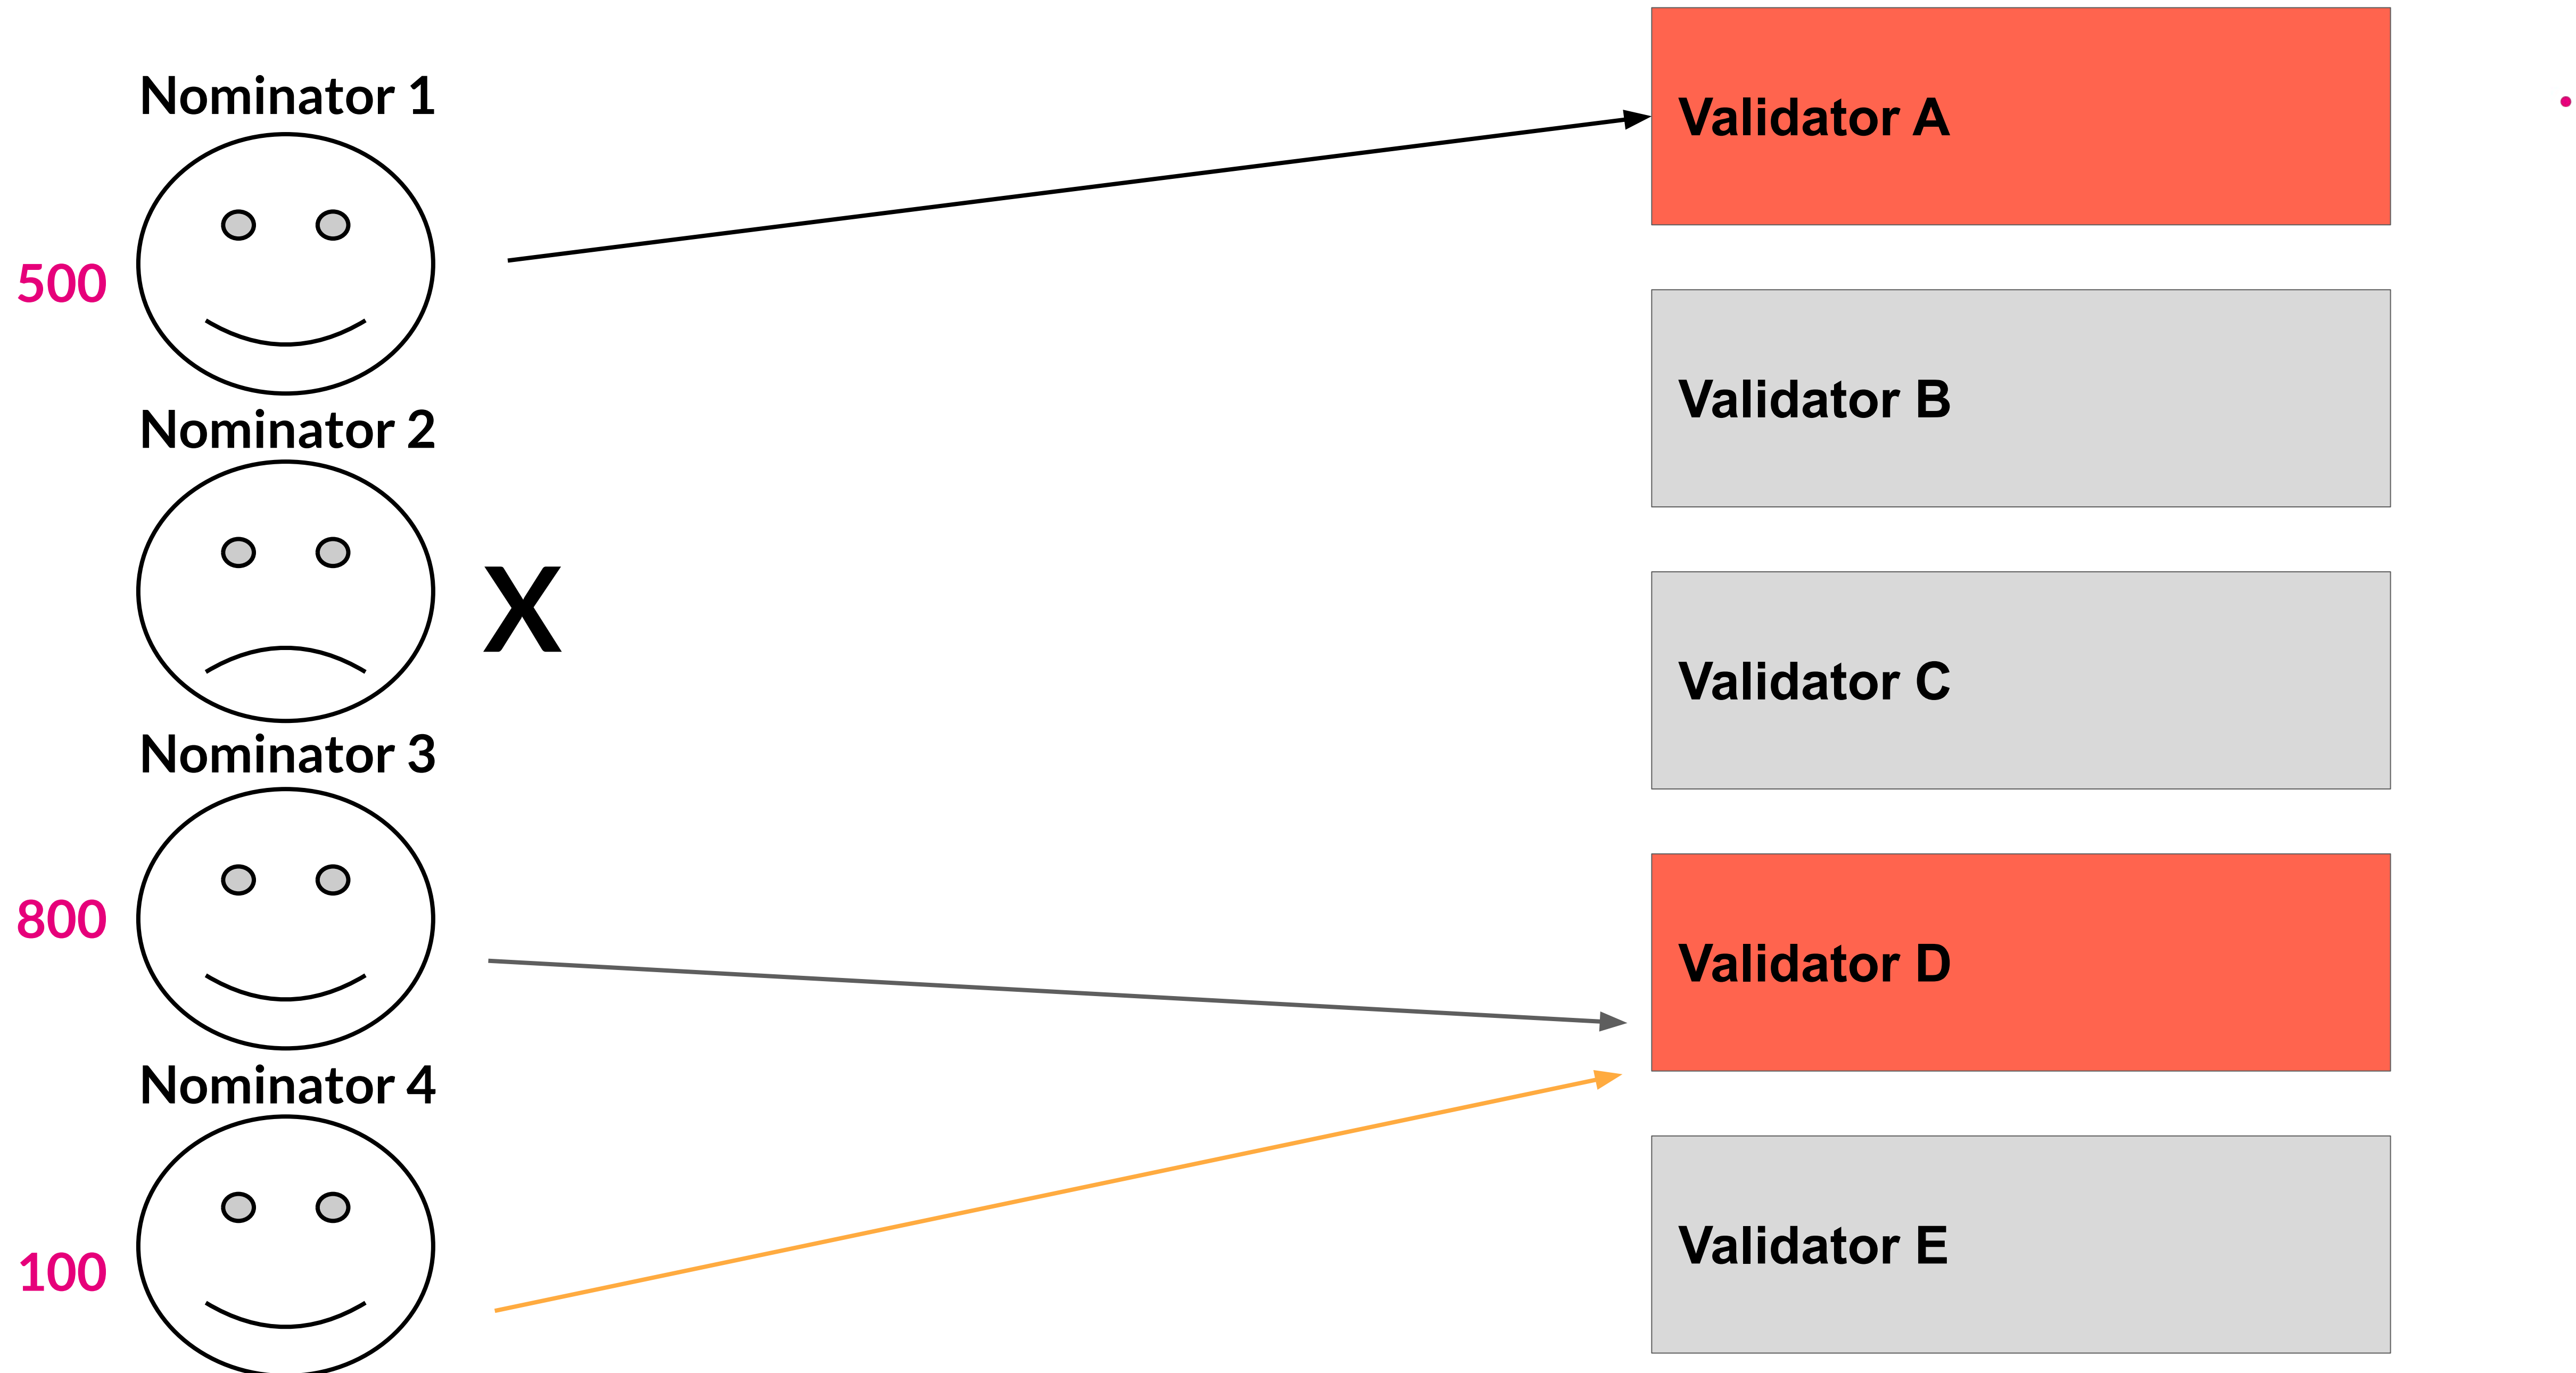 Nominator 1
500
Nominator 2
X
Nominator 3
800
Nominator 4
100
Validator A
Validator B
Validator C
Validator D
Validator E